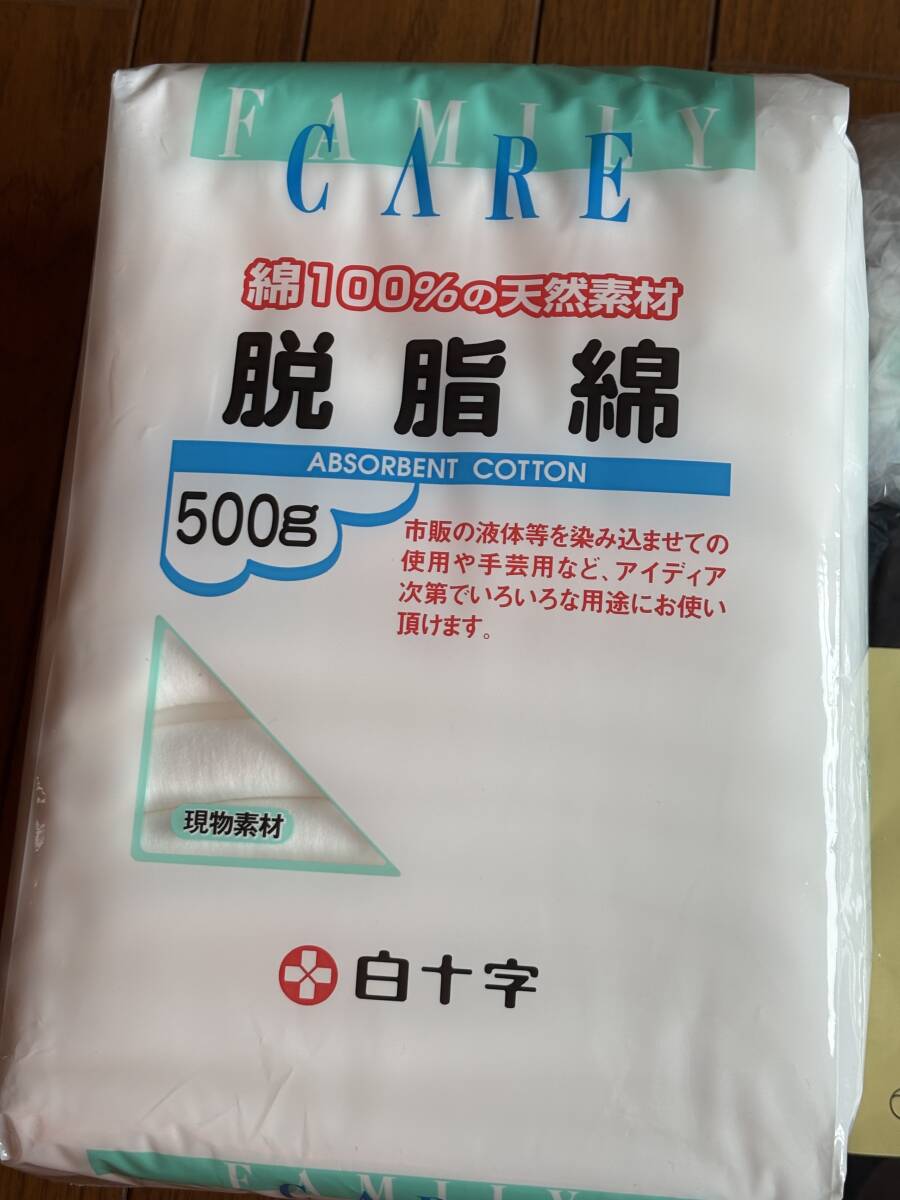 FAMILY
CARE
綿100%の天然素材
脱脂綿
ABSORBENT COTTON
500g
市販の液体等を染み込ませての
使用や手芸用など、アイディア
次第でいろいろな用途にお使い
頂けます。
現物素材
白十字
FAMILY
CARE